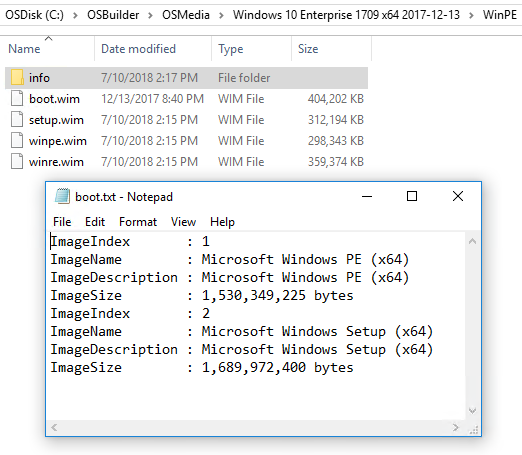 OSDisk (C:) > OSBuilder > OSMedia > Windows 10 Enterprise 1709 x64 2017-12-13 > WinPE
Name Date modified Type Size
info 7/10/2018 2:17 PM File folder
boot.wim 12/13/2017 8:40 PM WIM File 404,202 KB
setup.wim 7/10/2018 2:15 PM WIM File 312,194 KB
winpe.wim 7/10/2018 2:15 PM WIM File 298,343 KB
winre.wim 7/10/2018 2:15 PM WIM File 359,374 KB
boot.txt - Notepad
File Edit Format View Help
ImageIndex : 1
ImageName : Microsoft Windows PE (x64)
ImageDescription : Microsoft Windows PE (x64)
ImageSize : 1,530,349,225 bytes
ImageIndex : 2
ImageName : Microsoft Windows Setup (x64)
ImageDescription : Microsoft Windows Setup (x64)
ImageSize : 1,689,972,400 bytes